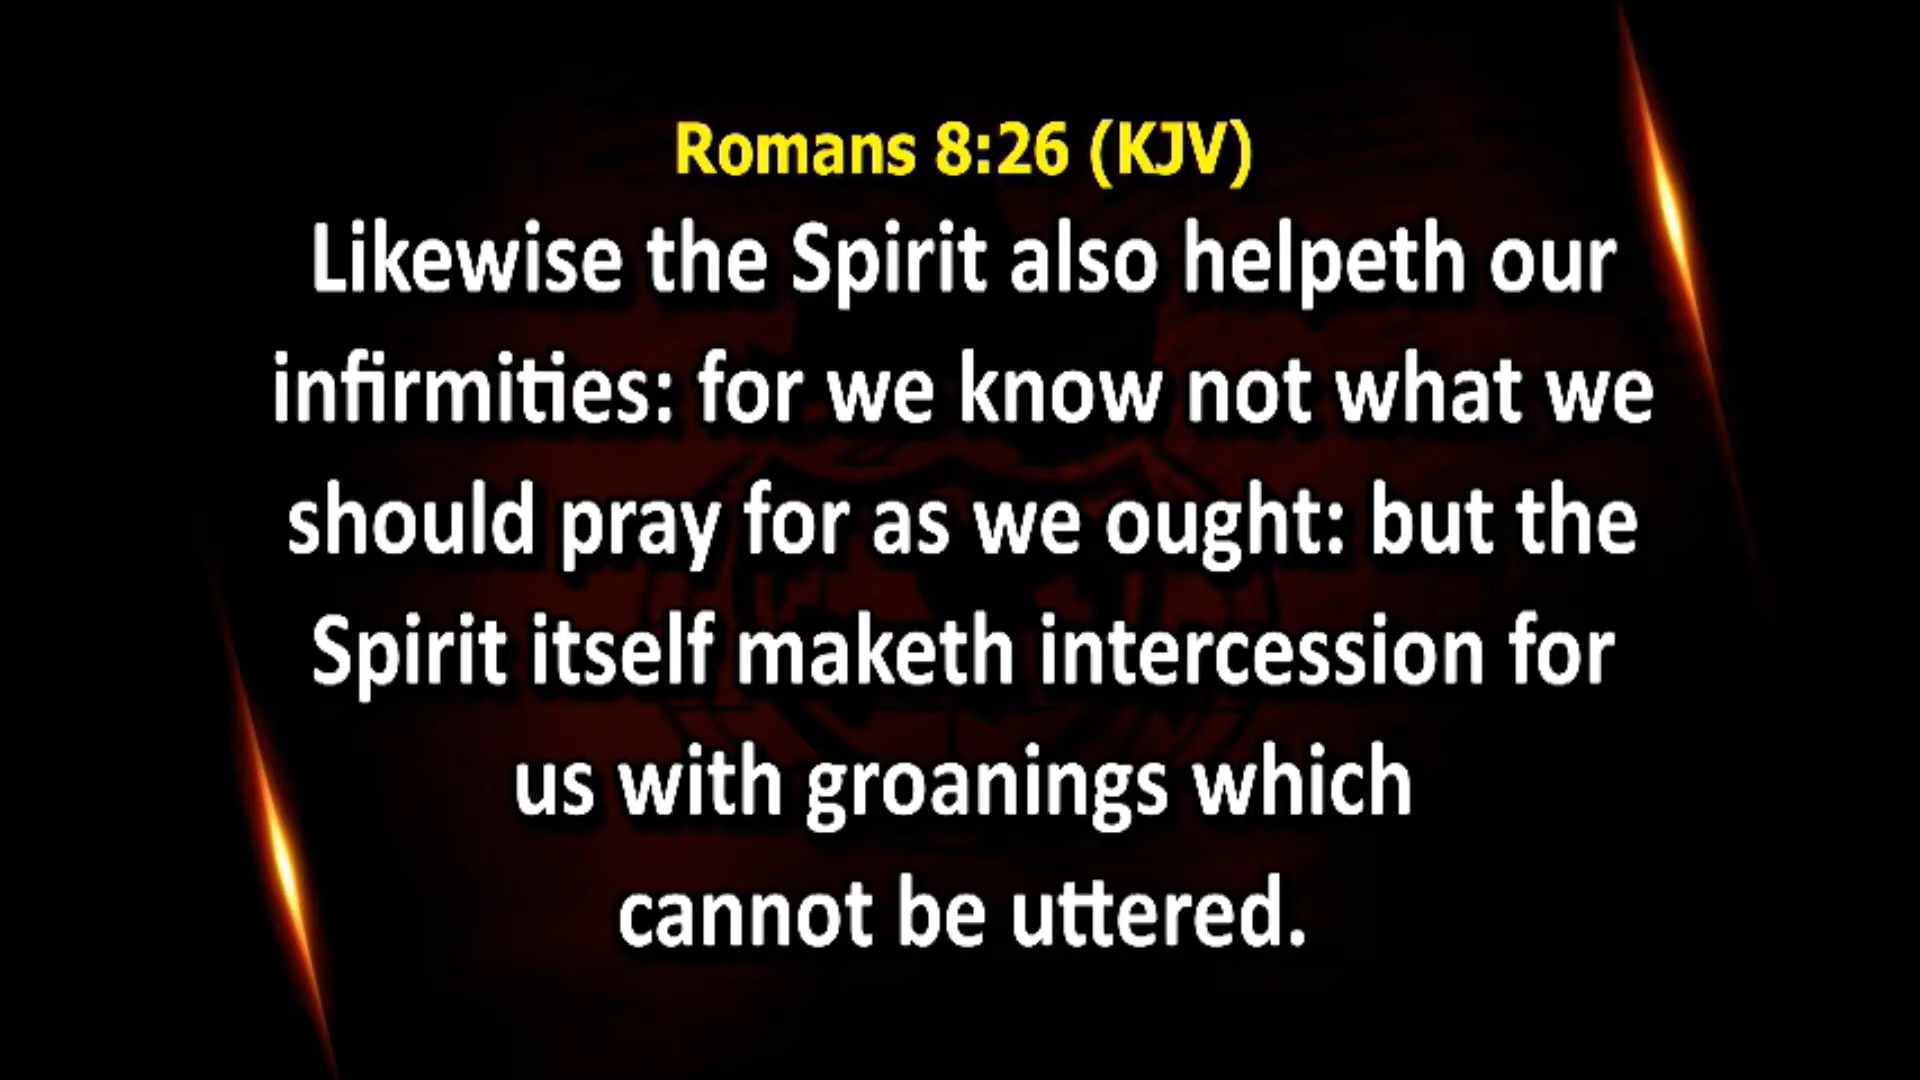 Romans 8:26 (KJV)
Likewise the Spirit also helpeth our
infirmities: for we know not what we
should pray for as we ought: but the
Spirit itself maketh intercession for
us with groanings which
cannot be uttered.